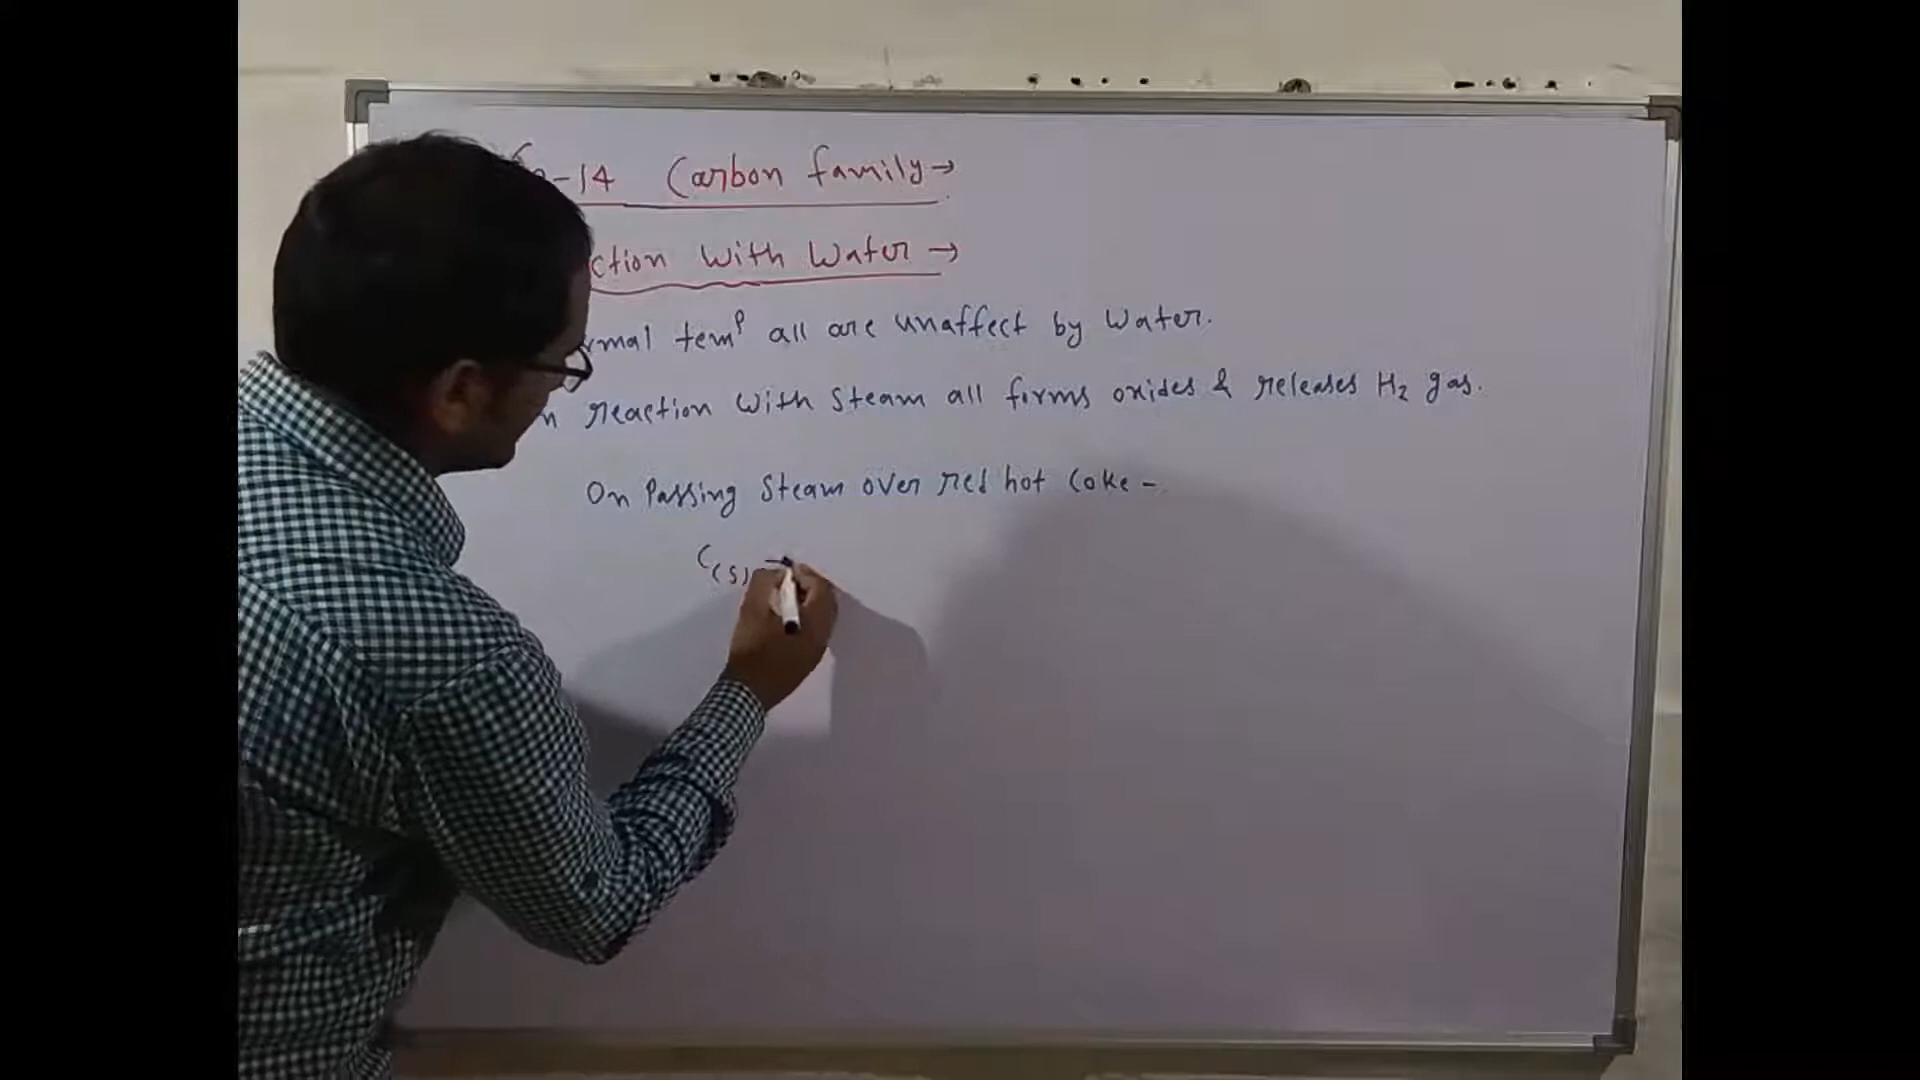 -14 Carbon family→
ction With Water →
rmal temp all are unaffect by Water.
n reaction With Steam all forms oxides & releases H₂ gas.
On Passing Steam over red hot Coke -
C(s)